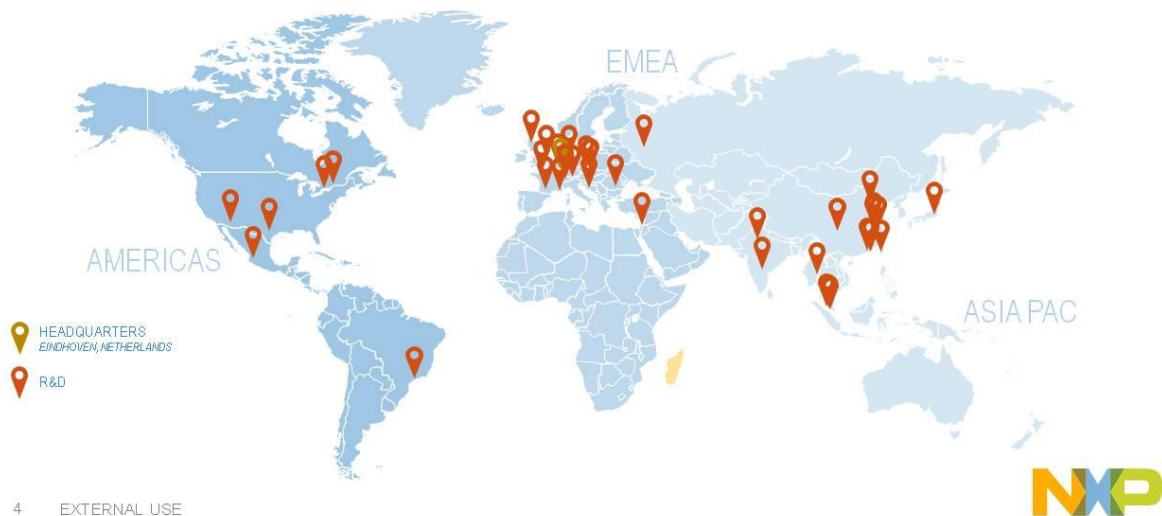 EMEA
AMERICAS
ASIA PAC
HEADQUARTERS
EINDHOVEN, NETHERLANDS
R&D
4 EXTERNAL USE
NXP